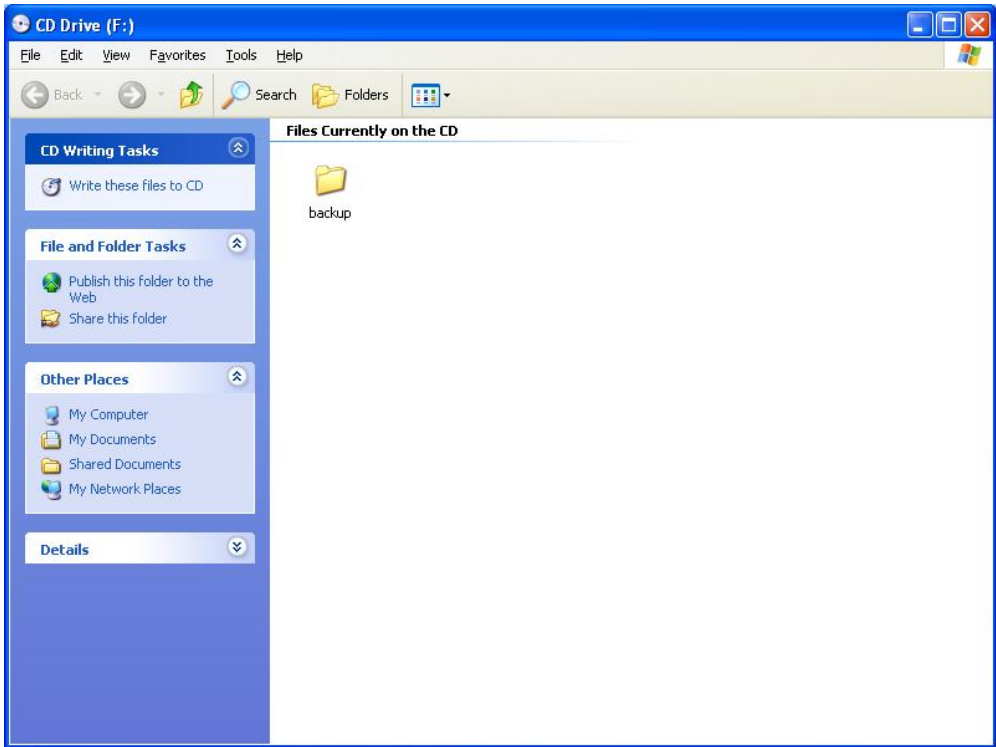 CD Drive (F:)
File Edit View Favorites Tools Help
Back Search Folders
CD Writing Tasks
Write these files to CD
File and Folder Tasks
Publish this folder to the
Web
Share this folder
Other Places
My Computer
My Documents
Shared Documents
My Network Places
Details
Files Currently on the CD
backup